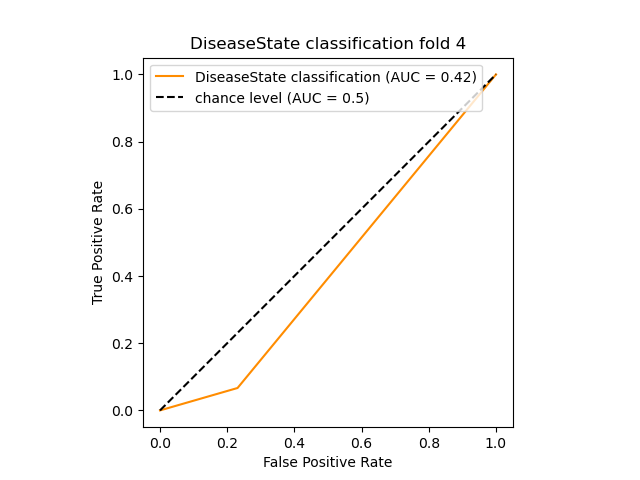 DiseaseState classification fold 4
DiseaseState classification (AUC = 0.42)
chance level (AUC = 0.5)
1.0
0.8
0.6
0.4
0.2
0.0
True Positive Rate
0.0 0.2 0.4 0.6 0.8 1.0
False Positive Rate